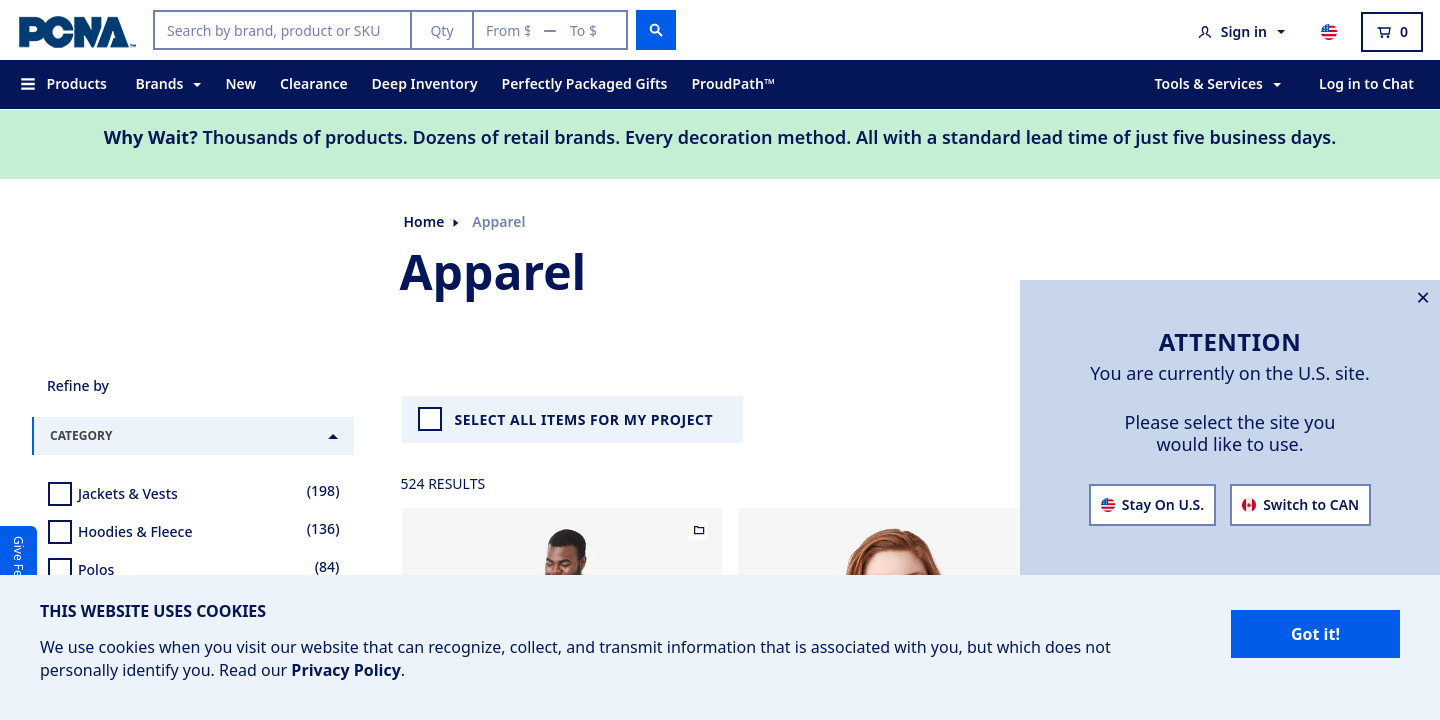 PCNA™
Search by brand, product or SKU
Qty
From $ — To $
Sign in
0
Products
Brands
New
Clearance
Deep Inventory
Perfectly Packaged Gifts
ProudPath™
Tools & Services
Log in to Chat
Why Wait? Thousands of products. Dozens of retail brands. Every decoration method. All with a standard lead time of just five business days.
Home
Apparel
Apparel
ATTENTION
You are currently on the U.S. site.
Please select the site you
would like to use.
Stay On U.S.
Switch to CAN
Refine by
CATEGORY
SELECT ALL ITEMS FOR MY PROJECT
524 RESULTS
Jackets & Vests (198)
Hoodies & Fleece (136)
Polos (84)
Give Fe
THIS WEBSITE USES COOKIES
We use cookies when you visit our website that can recognize, collect, and transmit information that is associated with you, but which does not
personally identify you. Read our Privacy Policy.
Got it!